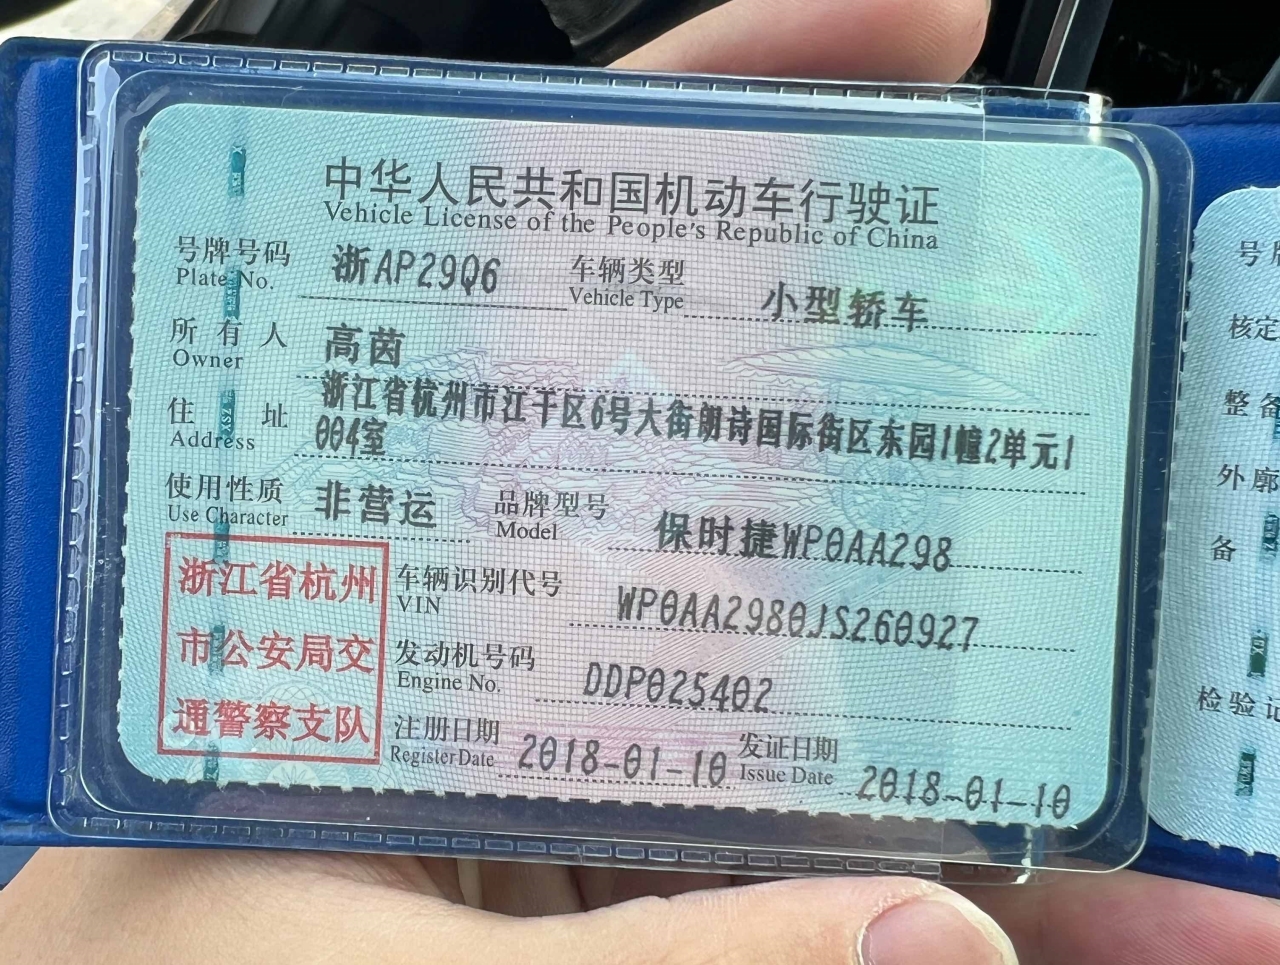 中华人民共和国机动车行驶证
Vehicle License of the People's Republic of China
号牌号码 浙AP29Q6 车辆类型 小型轿车
Plate No. Vehicle Type
所有人 高茵
Owner
住址 浙江省杭州市江干区6号大街朗诗国际街区东园1幢2单元1
Address 004室
使用性质 非营运 品牌型号 保时捷WP0AA298
Use Character Model
浙江省杭州
市公安局交
通警察支队
车辆识别代号 WP0AA2980JS260927
VIN
发动机号码 DDP025402
Engine No.
注册日期 2018-01-10 发证日期 2018-01-10
Register Date Issue Date
号
核定
整备
外廓
备
检验记